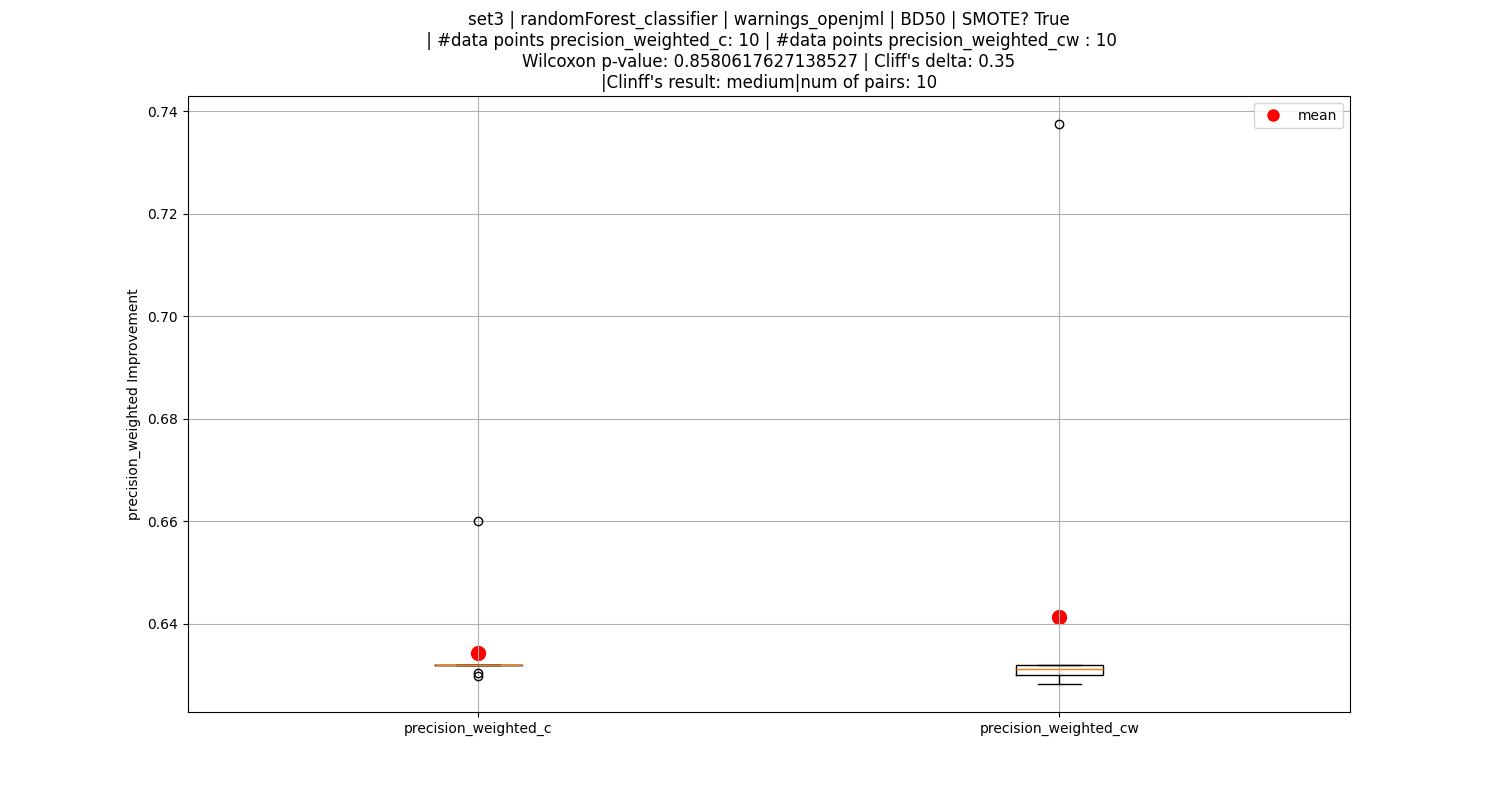 set3 | randomForest_classifier | warnings_openjml | BD50 | SMOTE? True
| #data points precision_weighted_c: 10 | #data points precision_weighted_cw : 10
Wilcoxon p-value: 0.8580617627138527 | Cliff's delta: 0.35
|Clinff's result: medium|num of pairs: 10
mean
precision_weighted Improvement
0.74
0.72
0.70
0.68
0.66
0.64
precision_weighted_c
precision_weighted_cw